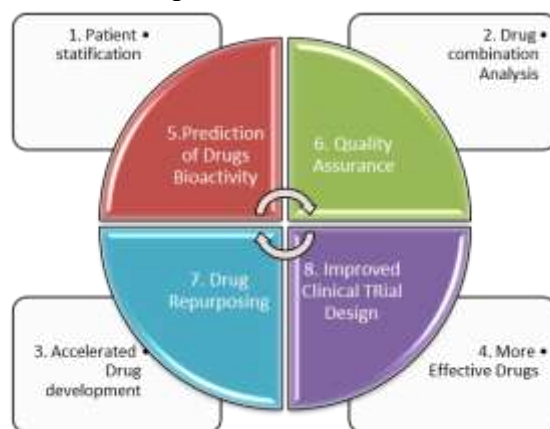 1. Patient •
statification
2. Drug •
combination
Analysis
5.Prediction
of Drugs
Bioactivity
6. Quality
Assurance
7. Drug
Repurposing
8. Improved
Clinical TRial
Design
3. Accelerated •
Drug
development
4. More •
Effective Drugs